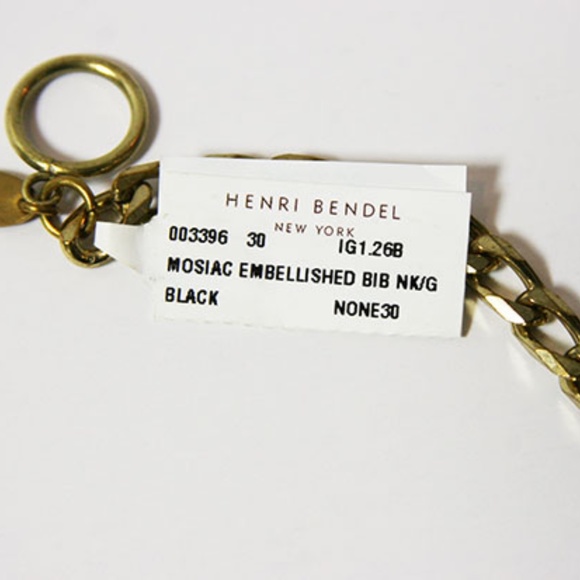 HENRI BENDEL
NEW YORK
003396 30 IG1.26B
MOSIAC EMBELLISHED BIB NK/G
BLACK NONE30